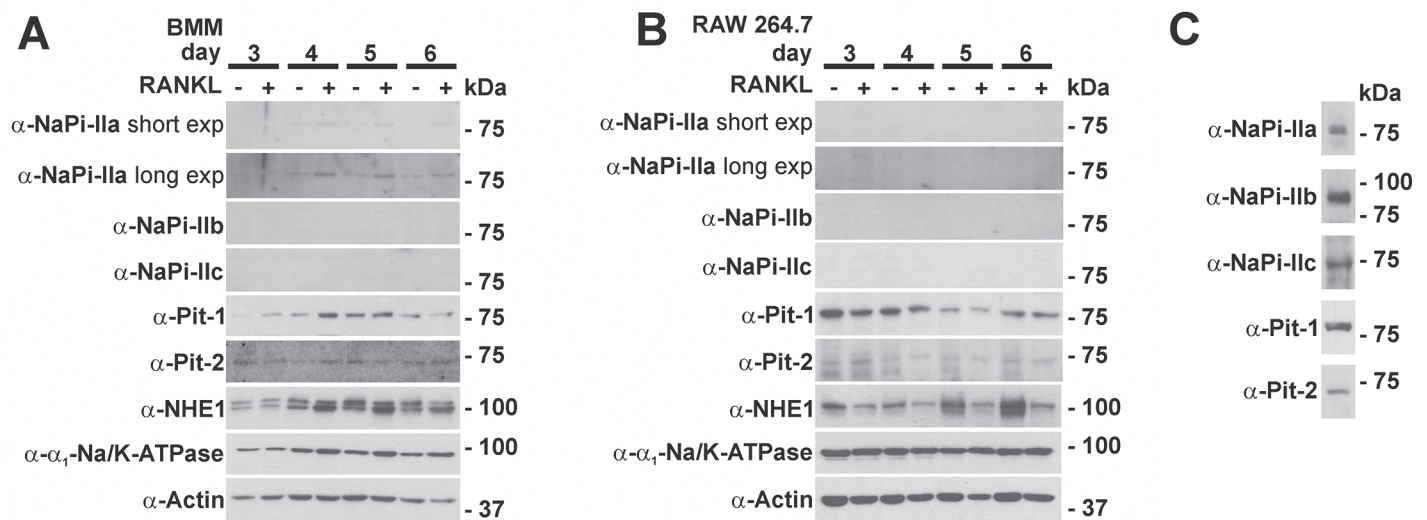 A
BMM
day 3 4 5 6
RANKL - + - + - + - + kDa
α-NaPi-IIa short exp - 75
α-NaPi-IIa long exp - 75
α-NaPi-IIb - 75
α-NaPi-IIc - 75
α-Pit-1 - 75
α-Pit-2 - 75
α-NHE1 - 100
α-α₁-Na/K-ATPase - 100
α-Actin - 37
B
RAW 264.7
day 3 4 5 6
RANKL - + - + - + - + kDa
α-NaPi-IIa short exp - 75
α-NaPi-IIa long exp - 75
α-NaPi-IIb - 75
α-NaPi-IIc - 75
α-Pit-1 - 75
α-Pit-2 - 75
α-NHE1 - 100
α-α₁-Na/K-ATPase - 100
α-Actin - 37
C
kDa
α-NaPi-IIa - 75
- 100
α-NaPi-IIb
- 75
α-NaPi-IIc - 75
α-Pit-1 - 75
α-Pit-2 - 75